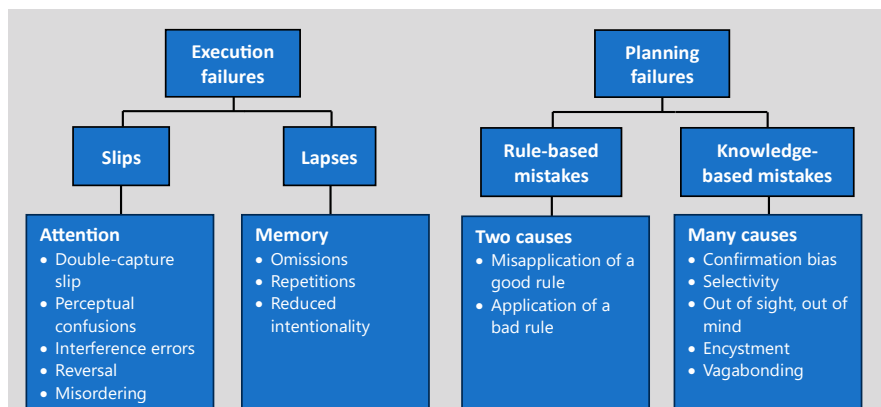 Execution
failures
Planning
failures
Slips
Lapses
Rule-based
mistakes
Knowledge-
based mistakes
Attention
• Double-capture
slip
• Perceptual
confusions
• Interference errors
• Reversal
• Misordering
Memory
• Omissions
• Repetitions
• Reduced
intentionality
Two causes
• Misapplication of a
good rule
• Application of a
bad rule
Many causes
• Confirmation bias
• Selectivity
• Out of sight, out of
mind
• Encystment
• Vagabonding